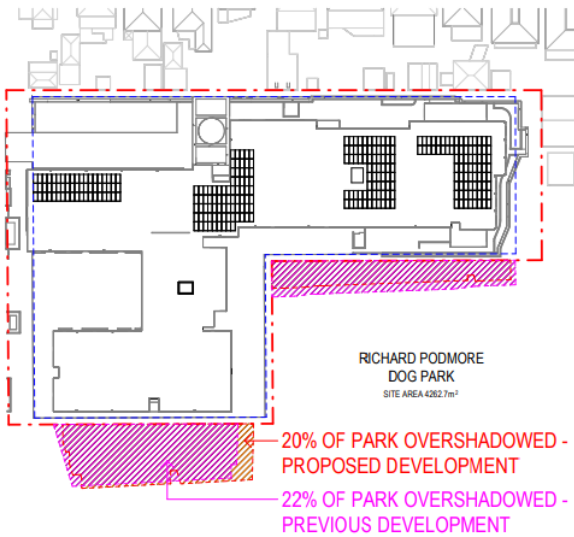 RICHARD PODMORE
DOG PARK
SITE AREA 4262.7m²
20% OF PARK OVERSHADOWED -
PROPOSED DEVELOPMENT
22% OF PARK OVERSHADOWED -
PREVIOUS DEVELOPMENT